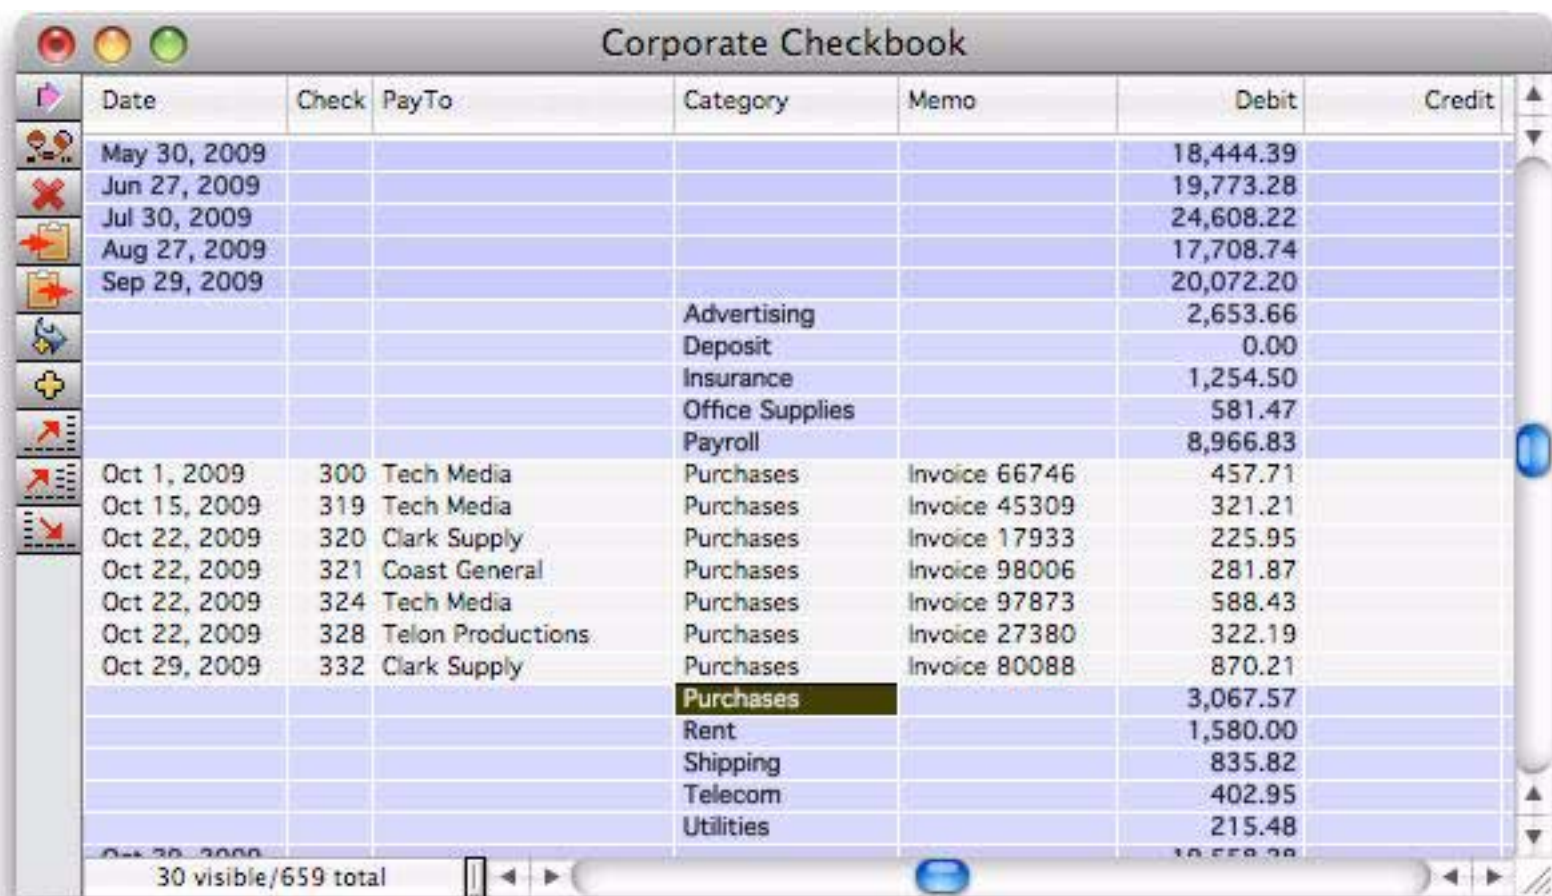 Corporate Checkbook
Date Check PayTo Category Memo Debit Credit
May 30, 2009 18,444.39
Jun 27, 2009 19,773.28
Jul 30, 2009 24,608.22
Aug 27, 2009 17,708.74
Sep 29, 2009 20,072.20
Advertising 2,653.66
Deposit 0.00
Insurance 1,254.50
Office Supplies 581.47
Payroll 8,966.83
Oct 1, 2009 300 Tech Media Purchases Invoice 66746 457.71
Oct 15, 2009 319 Tech Media Purchases Invoice 45309 321.21
Oct 22, 2009 320 Clark Supply Purchases Invoice 17933 225.95
Oct 22, 2009 321 Coast General Purchases Invoice 98006 281.87
Oct 22, 2009 324 Tech Media Purchases Invoice 97873 588.43
Oct 22, 2009 328 Telon Productions Purchases Invoice 27380 322.19
Oct 29, 2009 332 Clark Supply Purchases Invoice 80088 870.21
Purchases 3,067.57
Rent 1,580.00
Shipping 835.82
Telecom 402.95
Utilities 215.48
30 visible/659 total